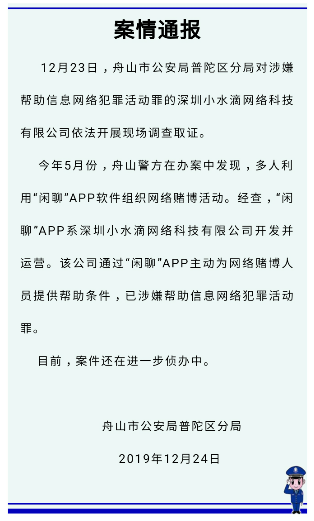 案情通报
12月23日，舟山市公安局普陀区分局对涉嫌
帮助信息网络犯罪活动罪的深圳小水滴网络科技
有限公司依法开展现场调查取证。
今年5月份，舟山警方在办案中发现，多人利
用“闲聊”APP软件组织网络赌博活动。经查，“闲
聊”APP系深圳小水滴网络科技有限公司开发并
运营。该公司通过“闲聊”APP主动为网络赌博人
员提供帮助条件，已涉嫌帮助信息网络犯罪活动
罪。
目前，案件还在进一步侦办中。
舟山市公安局普陀区分局
2019年12月24日